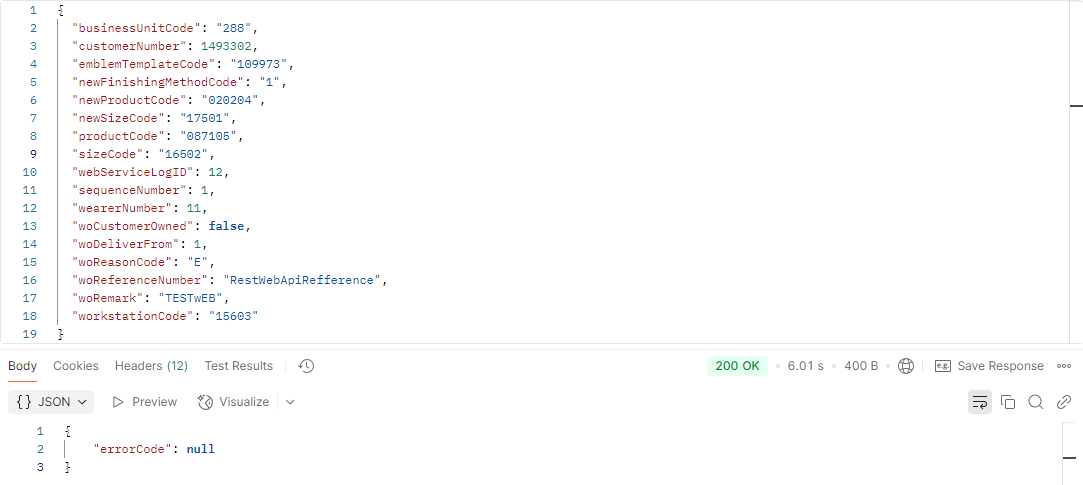 1 {
2 "businessUnitCode": "288",
3 "customerNumber": 1493302,
4 "emblemTemplateCode": "109973",
5 "newFinishingMethodCode": "1",
6 "newProductCode": "020204",
7 "newSizeCode": "17501",
8 "productCode": "087105",
9 "sizeCode": "16502",
10 "webServiceLogID": 12,
11 "sequenceNumber": 1,
12 "wearerNumber": 11,
13 "woCustomerOwned": false,
14 "woDeliverFrom": 1,
15 "woReasonCode": "E",
16 "woReferenceNumber": "RestWebApiRefference",
17 "woRemark": "TESTwEB",
18 "workstationCode": "15603"
19 }
Body Cookies Headers (12) Test Results 200 OK • 6.01 s • 400 B • e.g. Save Response
{} JSON Preview Visualize
1 {
2 "errorCode": null
3 }